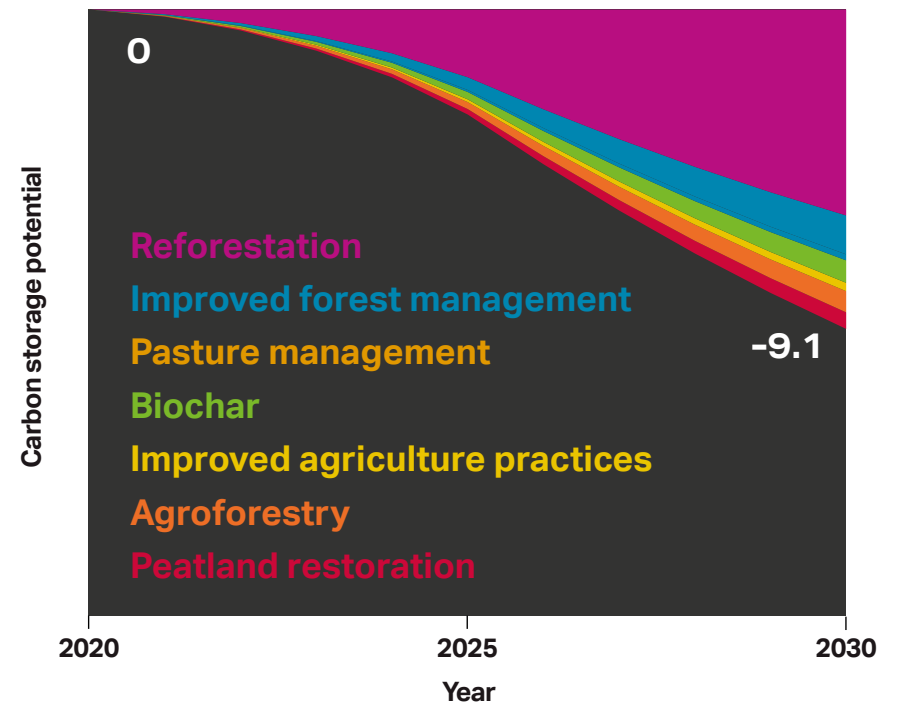 0
Carbon storage potential
Reforestation
Improved forest management
-9.1
Pasture management
Biochar
Improved agriculture practices
Agroforestry
Peatland restoration
2020
2025
2030
Year